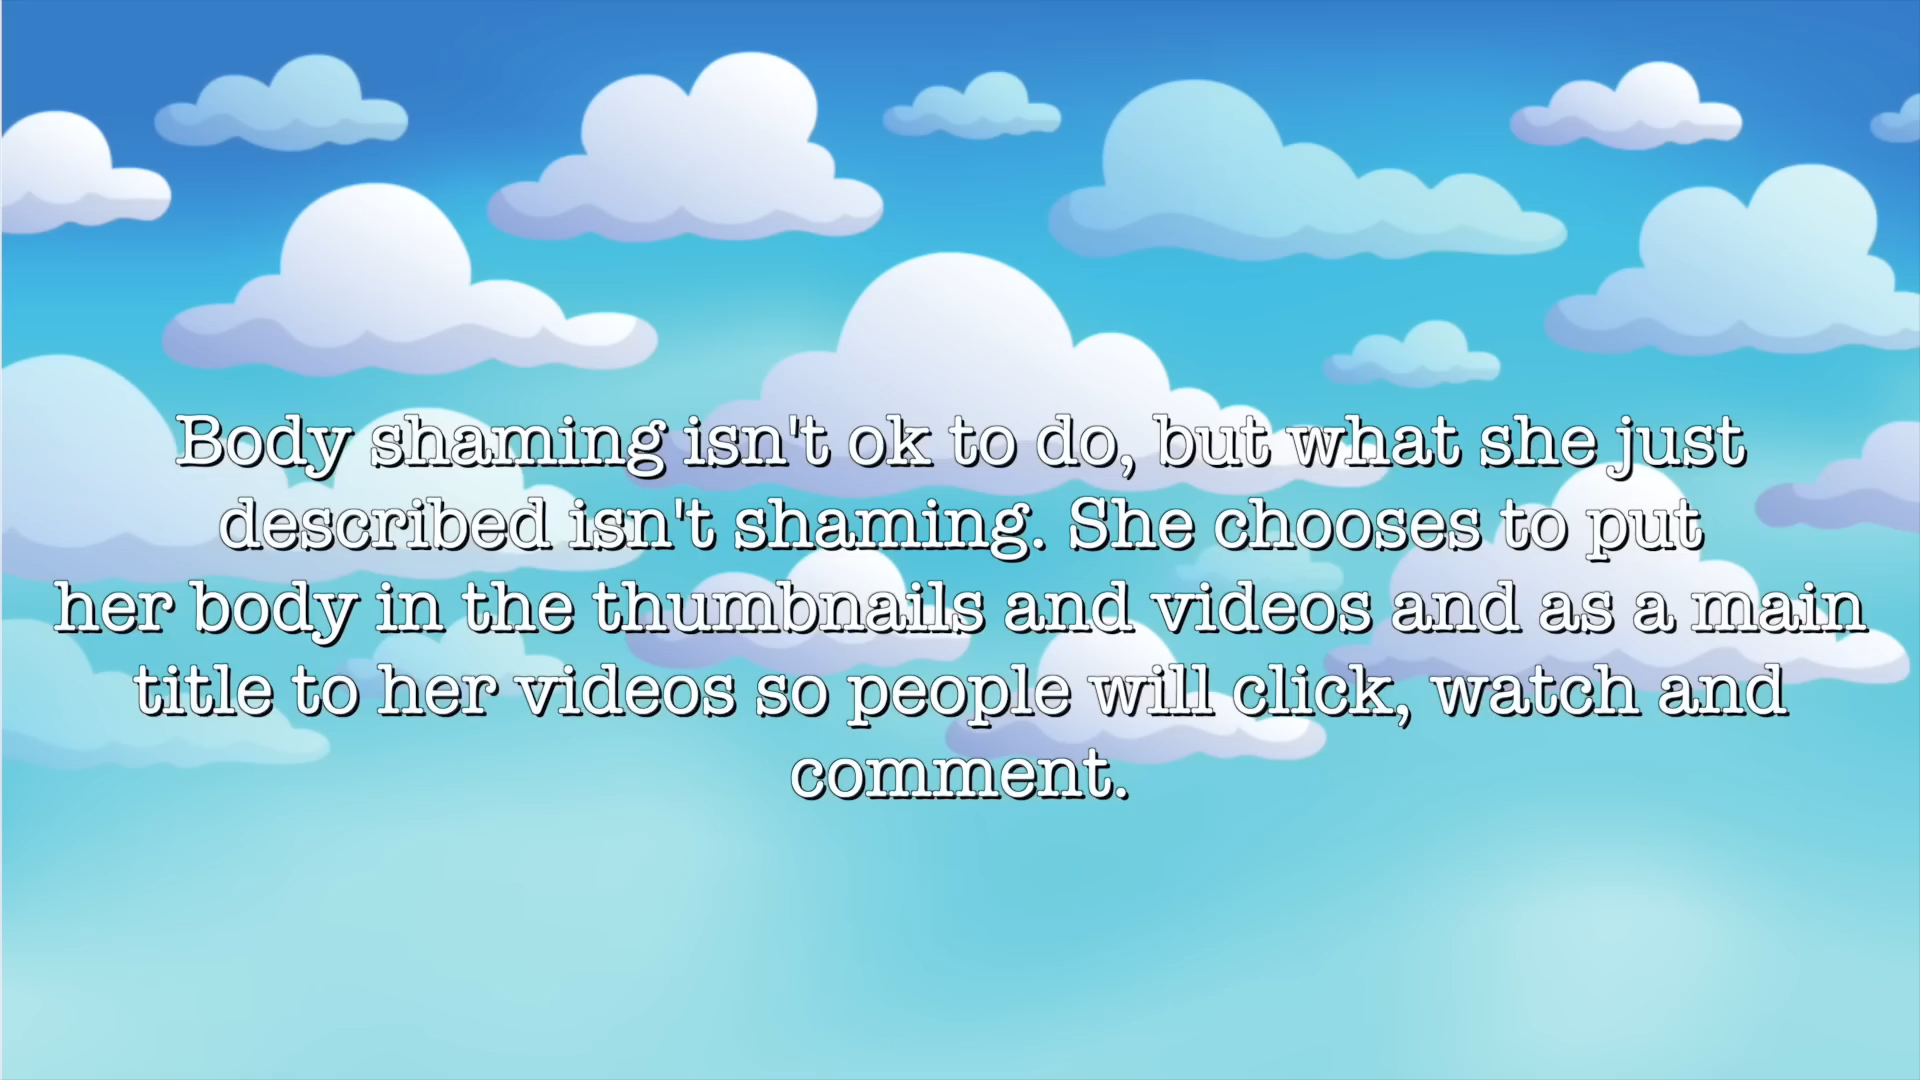 Body shaming isn't ok to do, but what she just
described isn't shaming. She chooses to put
her body in the thumbnails and videos and as a main
title to her videos so people will click, watch and
comment.